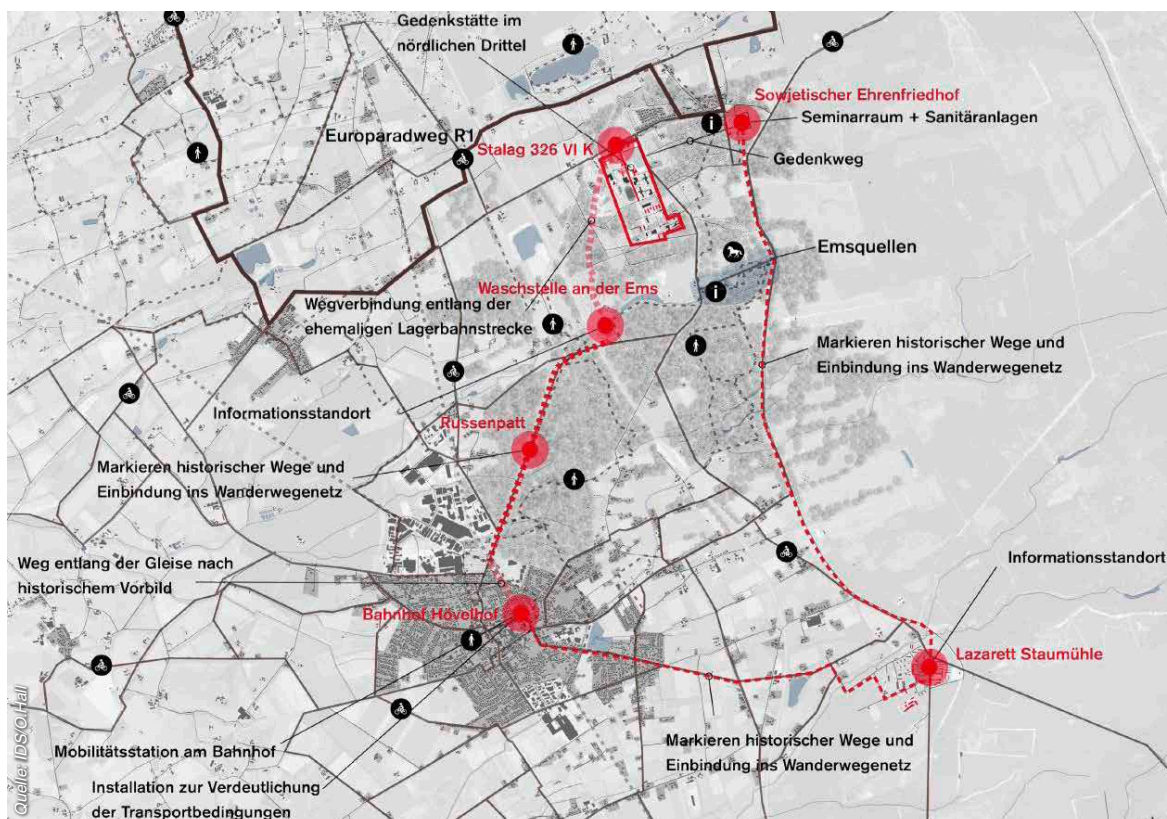 Gedenkstätte im
nördlichen Drittel
Sowjetischer Ehrenfriedhof
Seminarraum + Sanitäranlagen
Europaradweg R1
Stalag 326 VI K
Gedenkweg
Emsquellen
Waschstelle an der Ems
Wegverbindung entlang der
ehemaligen Lagerbahnstrecke
Markieren historischer Wege und
Einbindung ins Wanderwegenetz
Informationsstandort
Russenpatt
Markieren historischer Wege und
Einbindung ins Wanderwegenetz
Weg entlang der Gleise nach
historischem Vorbild
Informationsstandort
Bahnhof Hövelhof
Lazarett Staumühle
Mobilitätsstation am Bahnhof
Markieren historischer Wege und
Einbindung ins Wanderwegenetz
Installation zur Verdeutlichung
der Transportbedingungen
Quelle: IDS/O.Hall
i
i